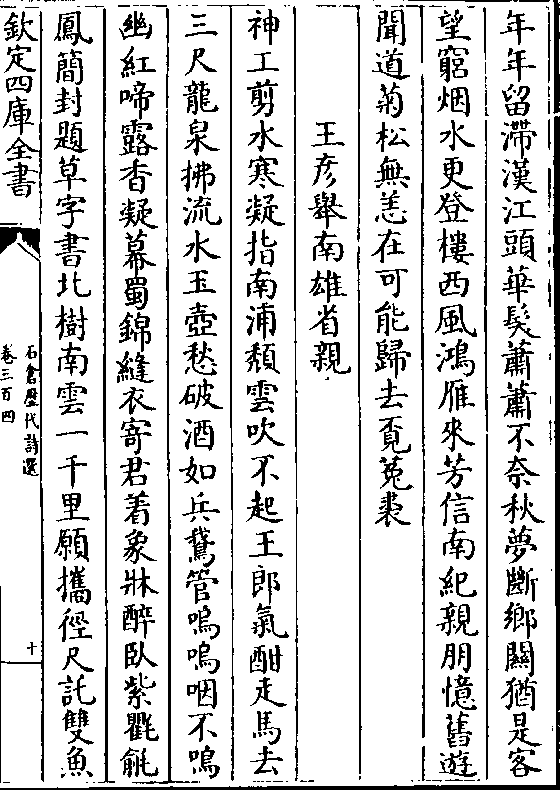 年年留滯漢江頭華髮蕭蕭不奈秋夢斷鄉關猶是客
望窮烟水更登樓西風鴻雁來芳信南紀親朋憶舊遊
聞道菊松無恙在可能歸去覔菟裘
王彥舉南雄省親
神工剪水寒凝指南浦頽雲吹不起王郎氣酣走馬去
三尺龍泉拂流水玉壺愁破酒如兵鵞管嗚嗚咽不鳴
幽紅啼露香凝幕蜀錦縫衣寄君着象牀醉臥紫氍毹
鳳簡封題草字書北樹南雲一千里願攜徑尺託雙魚
欽定四庫全書
石倉歷代詩選
卷三百四
十